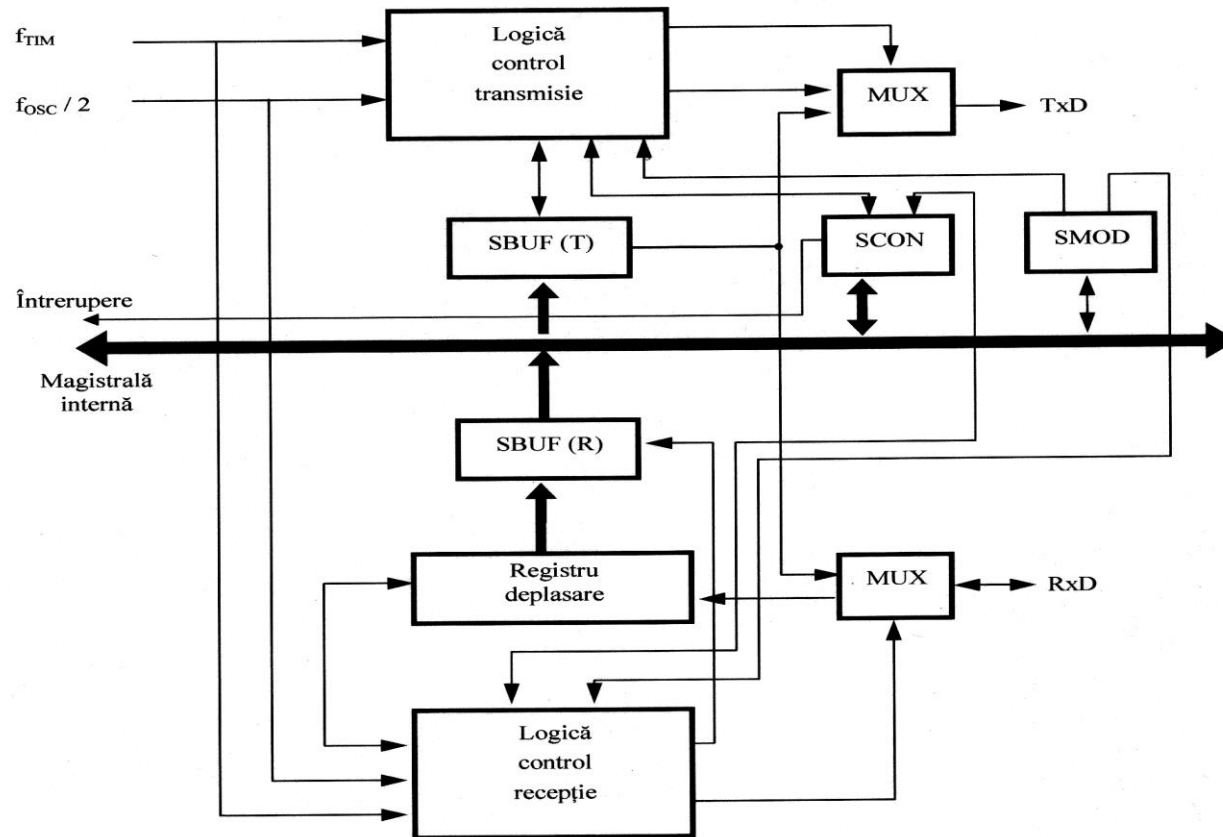 fTIM
fOSC / 2
Logică
control
transmisie
MUX
TxD
SBUF (T)
SCON
SMOD
Întrerupere
Magistrală
internă
SBUF (R)
Registru
deplasare
MUX
RxD
Logică
control
recepție